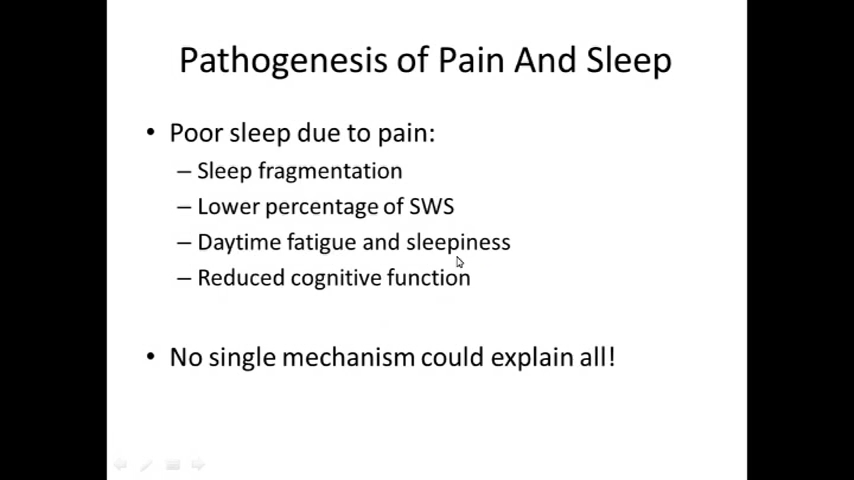 Pathogenesis of Pain And Sleep
• Poor sleep due to pain:
– Sleep fragmentation
– Lower percentage of SWS
– Daytime fatigue and sleepiness
– Reduced cognitive function
• No single mechanism could explain all!